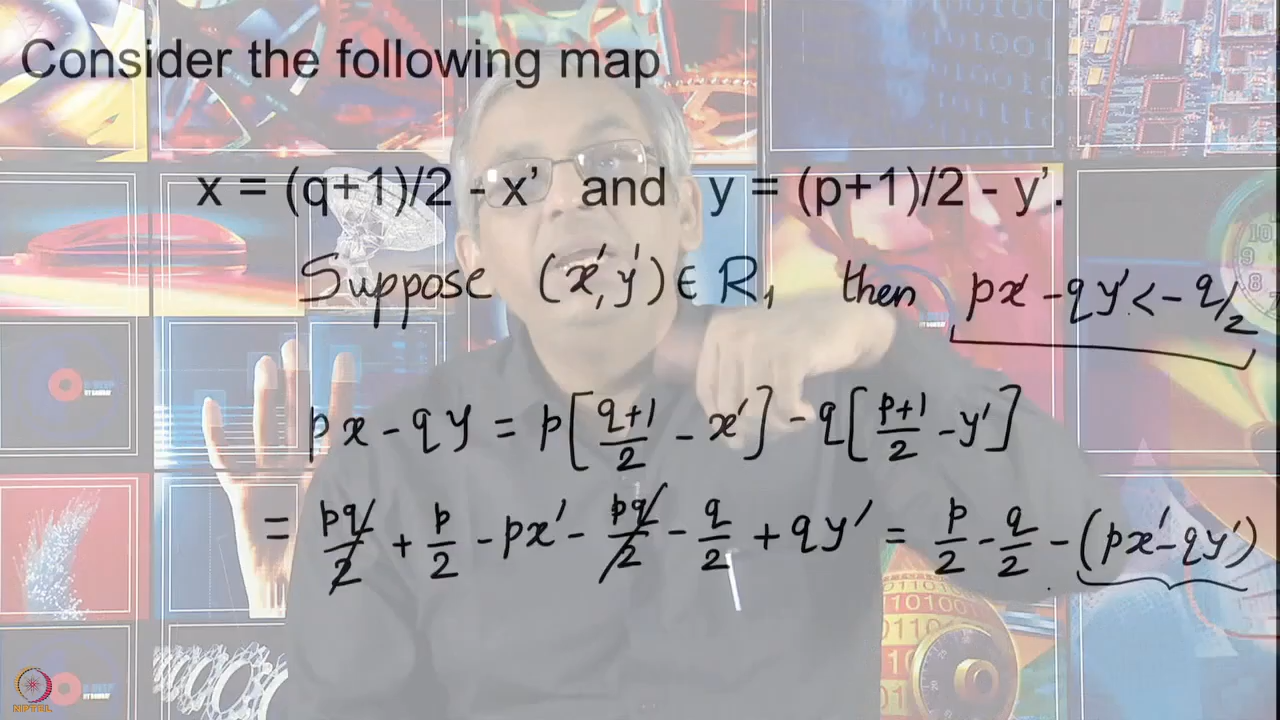 Consider the following map
x = (q+1)/2 - x’ and y = (p+1)/2 - y’.
Suppose (x', y') ∈ R₁ then px' - qy' < - q/2
px - qy = p[(q+1)/2 - x'] - q[(p+1)/2 - y']
= pq/2 + p/2 - px' - pq/2 - q/2 + qy' = p/2 - q/2 - (px' - qy')
NPTEL